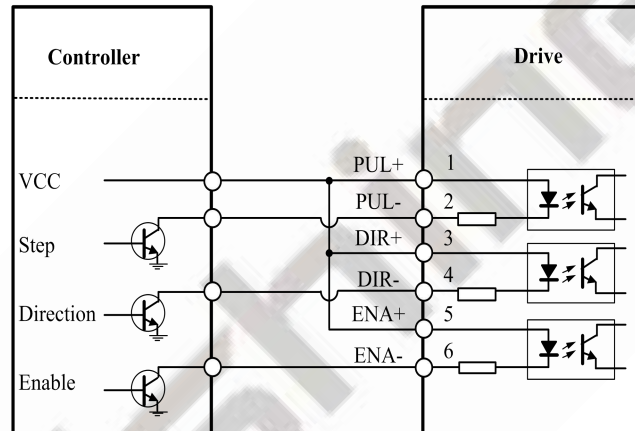 Controller
Drive
VCC
Step
Direction
Enable
PUL+ 1
PUL- 2
DIR+ 3
DIR- 4
ENA+ 5
ENA- 6